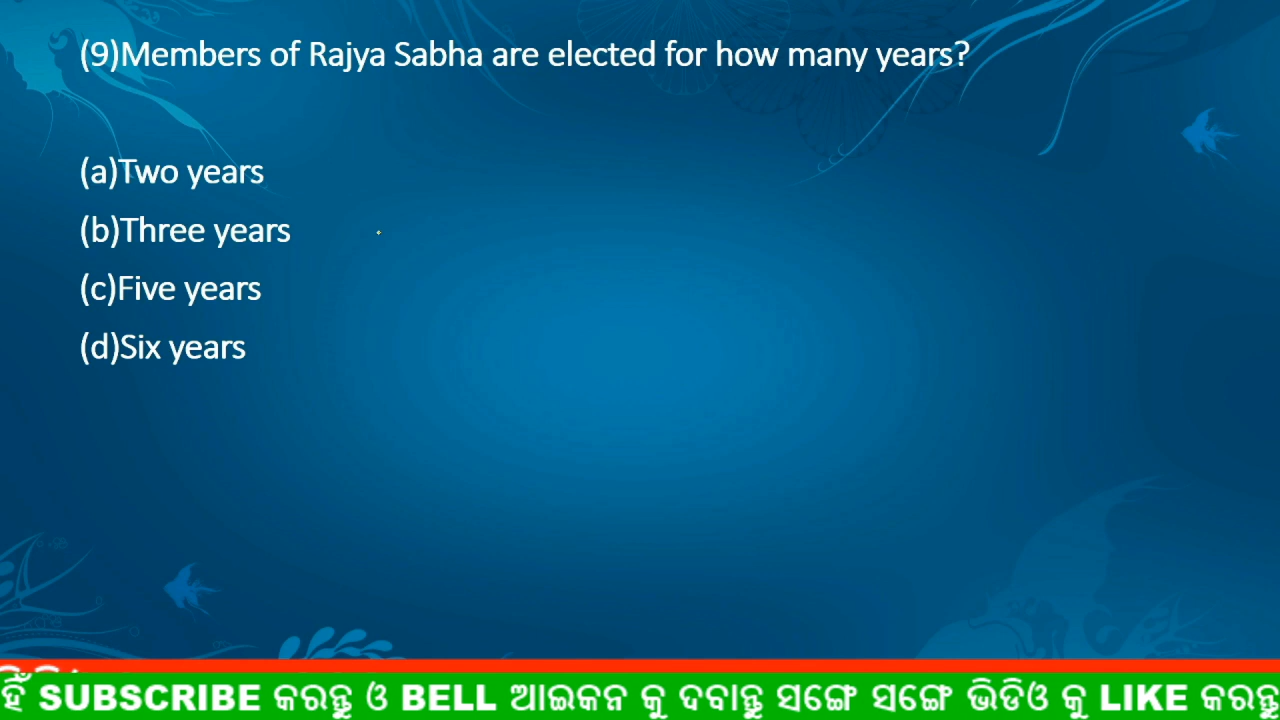 (9)Members of Rajya Sabha are elected for how many years?
(a)Two years
(b)Three years
(c)Five years
(d)Six years
ହିଁ SUBSCRIBE କରନ୍ତୁ ଓ BELL ଆଇକନ କୁ ଦବାନ୍ତୁ ସଙ୍ଗେ ସଙ୍ଗେ ଭିଡିଓ କୁ LIKE କରନ୍ତୁ